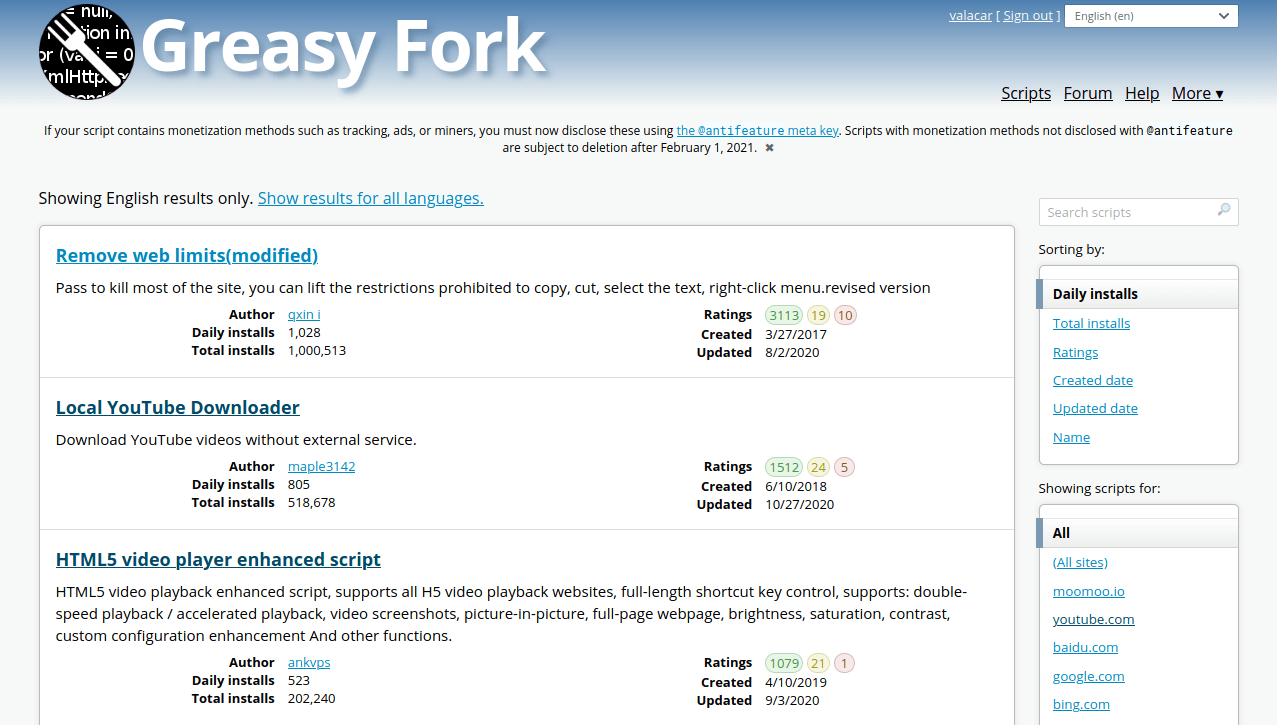 = null,
tion in
or (va i = 0
mlHttp
cond
Greasy Fork
valacar [ Sign out ] English (en)
Scripts Forum Help More ▾
If your script contains monetization methods such as tracking, ads, or miners, you must now disclose these using the @antifeature meta key. Scripts with monetization methods not disclosed with @antifeature
are subject to deletion after February 1, 2021. ✖
Showing English results only. Show results for all languages.
Remove web limits(modified)
Pass to kill most of the site, you can lift the restrictions prohibited to copy, cut, select the text, right-click menu.revised version
Author qxin i
Daily installs 1,028
Total installs 1,000,513
Ratings 3113 19 10
Created 3/27/2017
Updated 8/2/2020
Local YouTube Downloader
Download YouTube videos without external service.
Author maple3142
Daily installs 805
Total installs 518,678
Ratings 1512 24 5
Created 6/10/2018
Updated 10/27/2020
HTML5 video player enhanced script
HTML5 video playback enhanced script, supports all H5 video playback websites, full-length shortcut key control, supports: double-
speed playback / accelerated playback, video screenshots, picture-in-picture, full-page webpage, brightness, saturation, contrast,
custom configuration enhancement And other functions.
Author ankvps
Daily installs 523
Total installs 202,240
Ratings 1079 21 1
Created 4/10/2019
Updated 9/3/2020
Search scripts
Sorting by:
Daily installs
Total installs
Ratings
Created date
Updated date
Name
Showing scripts for:
All
(All sites)
moomoo.io
youtube.com
baidu.com
google.com
bing.com